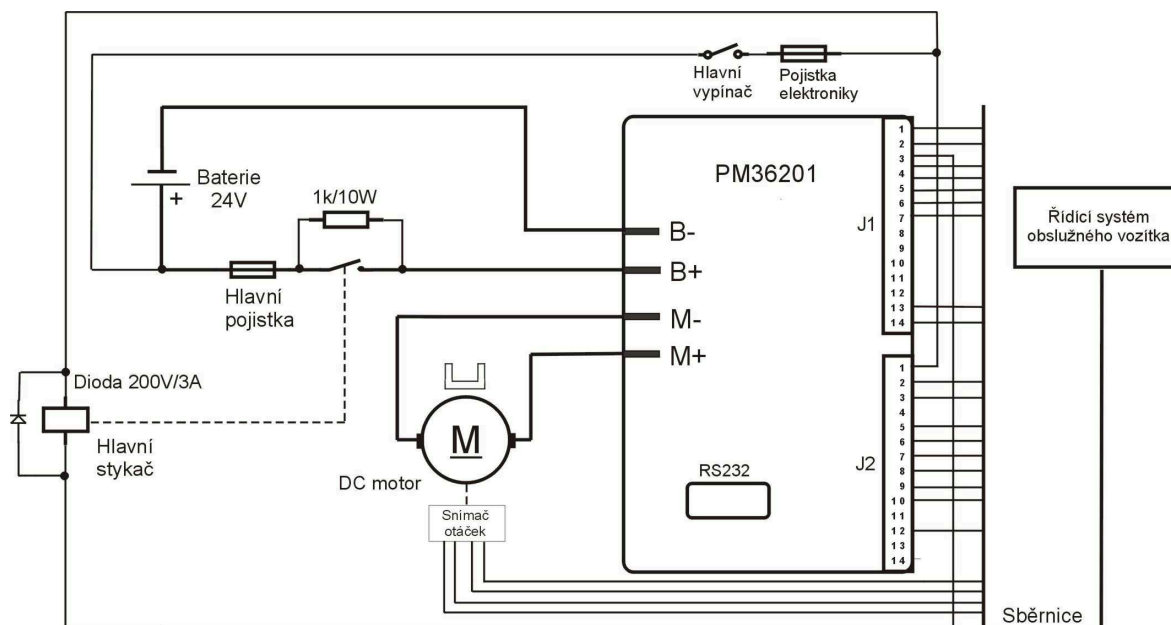 Hlavní
vypínač
Pojistka
elektroniky
Baterie
24V
+
1k/10W
Hlavní
pojistka
PM36201
B-
B+
M-
M+
J1
1
2
3
4
5
6
7
8
9
10
11
12
13
14
Řídicí systém
obslužného vozítka
Dioda 200V/3A
Hlavní
stykač
M
DC motor
Snímač
otáček
RS232
J2
1
2
3
4
5
6
7
8
9
10
11
12
13
14
Sběrnice